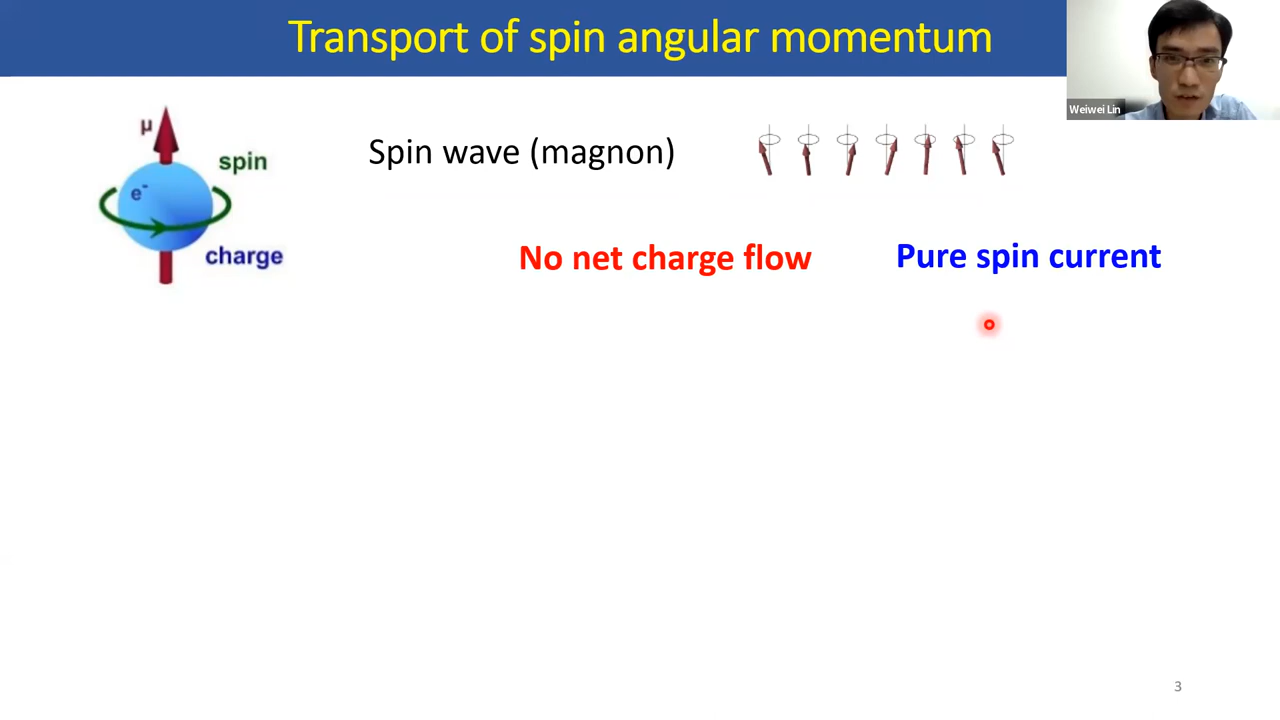 Transport of spin angular momentum
Weiwei Lin
μ
spin
e-
charge
Spin wave (magnon)
No net charge flow
Pure spin current
3